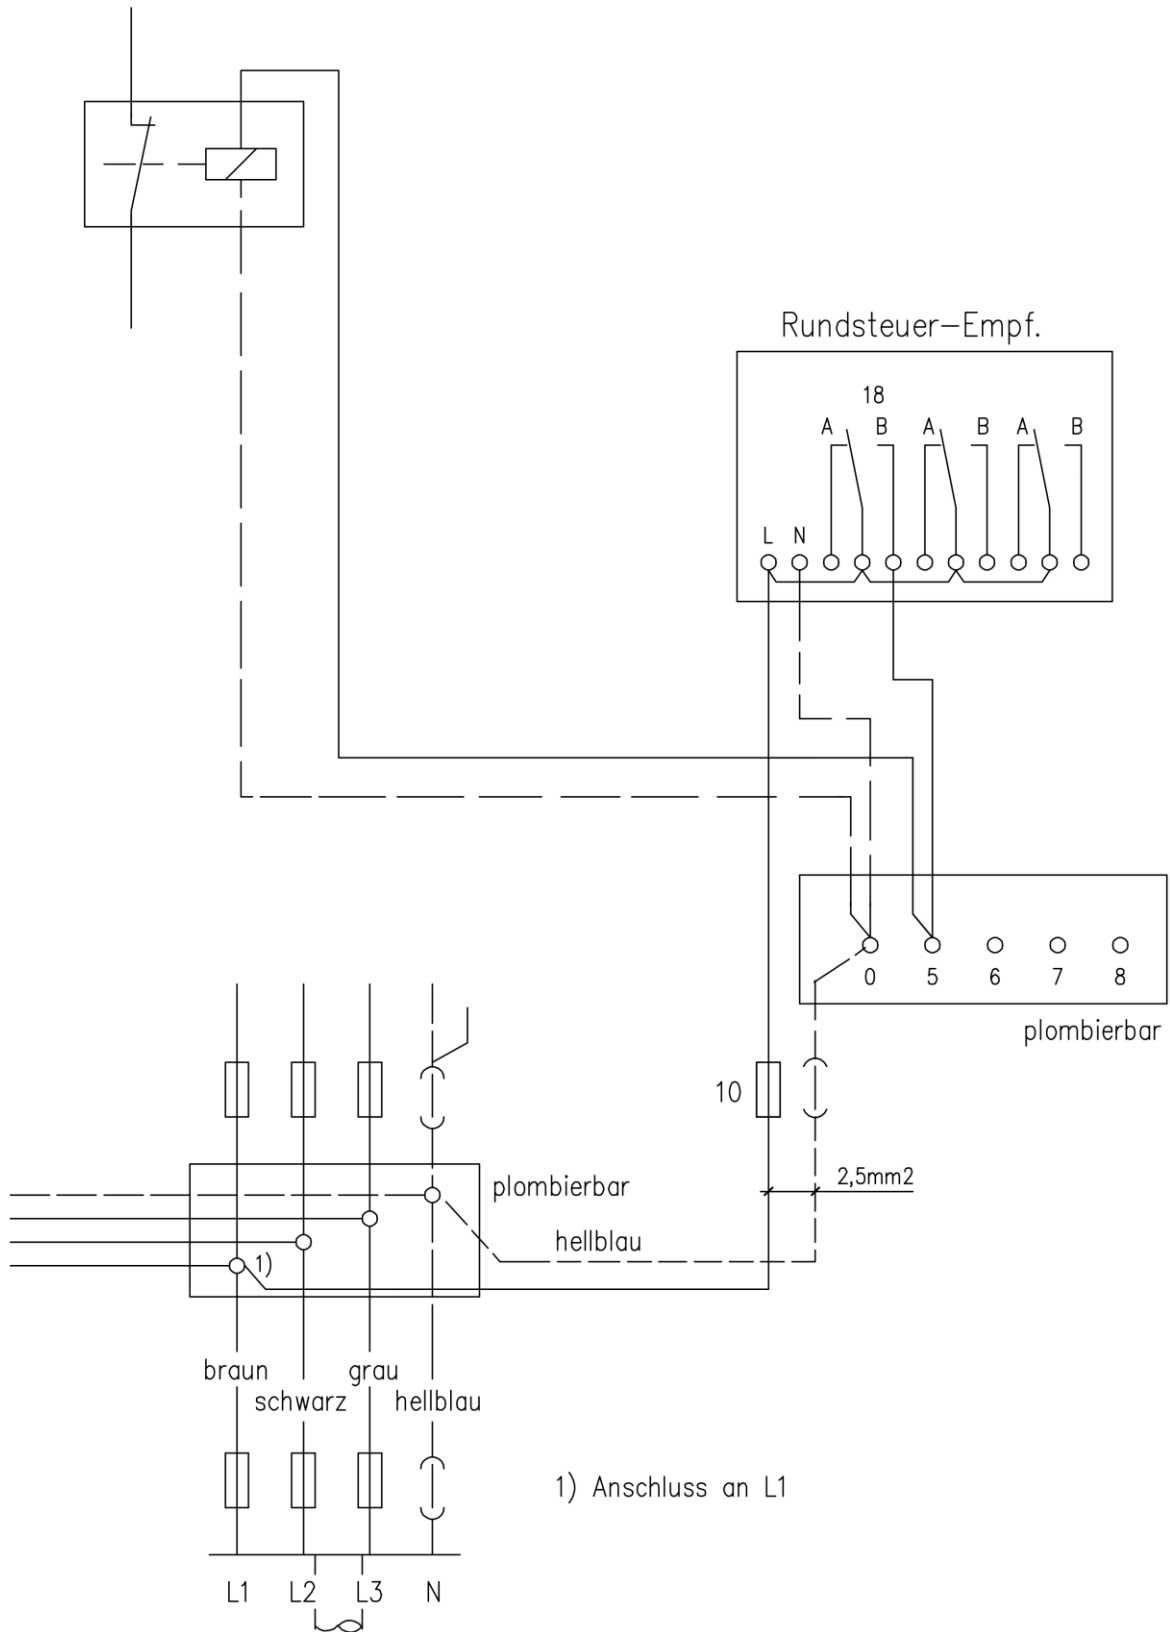 Rundsteuer-Empf.
18
A B A B A B
L N
0 5 6 7 8
plombierbar
10
2,5mm2
plombierbar
hellblau
1)
braun grau
schwarz hellblau
1) Anschluss an L1
L1 L2 L3 N